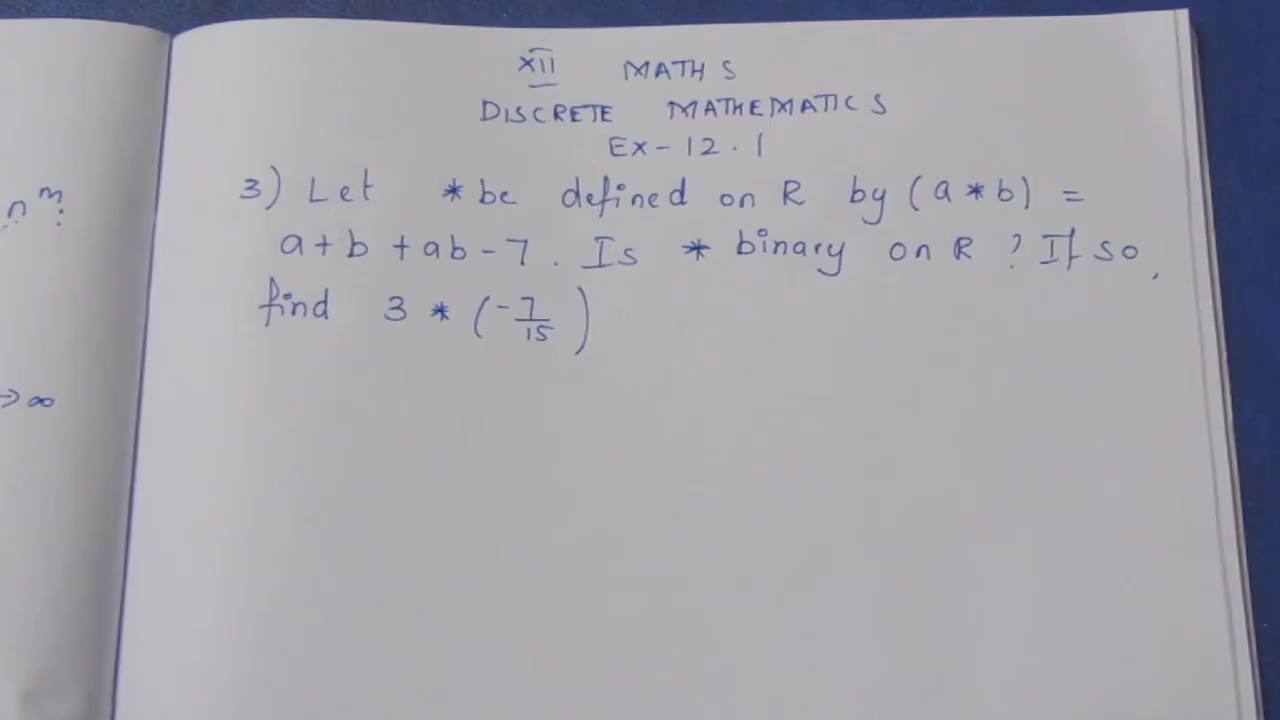 XII MATHS
DISCRETE MATHEMATICS
Ex - 12.1
3) Let * be defined on R by (a * b) =
a + b + ab - 7. Is * binary on R ? If so,
find 3 * (-7/15)
n^m
→ ∞